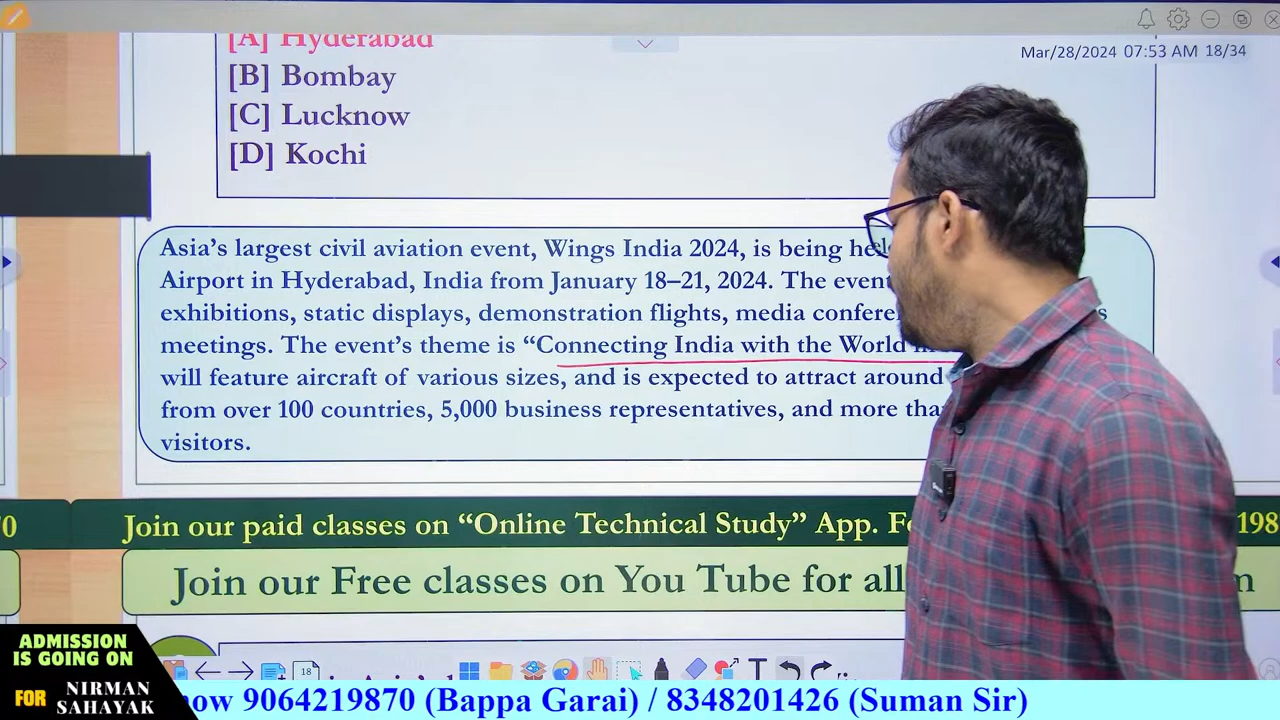 Mar/28/2024 07:53 AM 18/34
[A] Hyderabad
[B] Bombay
[C] Lucknow
[D] Kochi
Asia's largest civil aviation event, Wings India 2024, is being held
Airport in Hyderabad, India from January 18–21, 2024. The event
exhibitions, static displays, demonstration flights, media
meetings. The event's theme is “Connecting India with the World
will feature aircraft of various sizes, and is expected to attract around
from over 100 countries, 5,000 business representatives, and more
visitors.
Join our paid classes on “Online Technical Study” App.
Join our Free classes on You Tube for all
18
ADMISSION
IS GOING ON
FOR NIRMAN
SAHAYAK
now 9064219870 (Bappa Garai) / 8348201426 (Suman Sir)